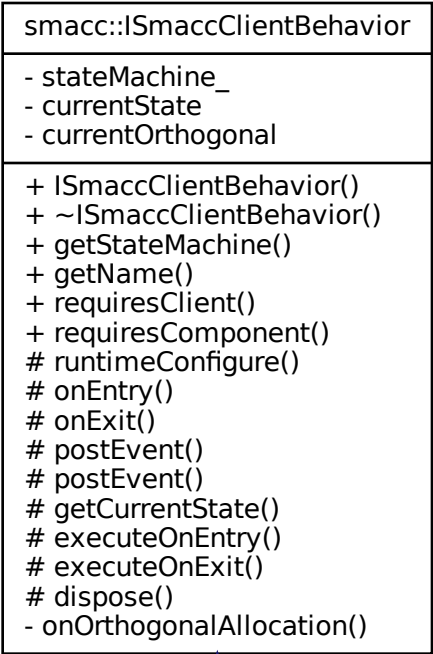 smacc::ISmaccClientBehavior
- stateMachine_
- currentState
- currentOrthogonal
+ ISmaccClientBehavior()
+ ~ISmaccClientBehavior()
+ getStateMachine()
+ getName()
+ requiresClient()
+ requiresComponent()
# runtimeConfigure()
# onEntry()
# onExit()
# postEvent()
# postEvent()
# getCurrentState()
# executeOnEntry()
# executeOnExit()
# dispose()
- onOrthogonalAllocation()